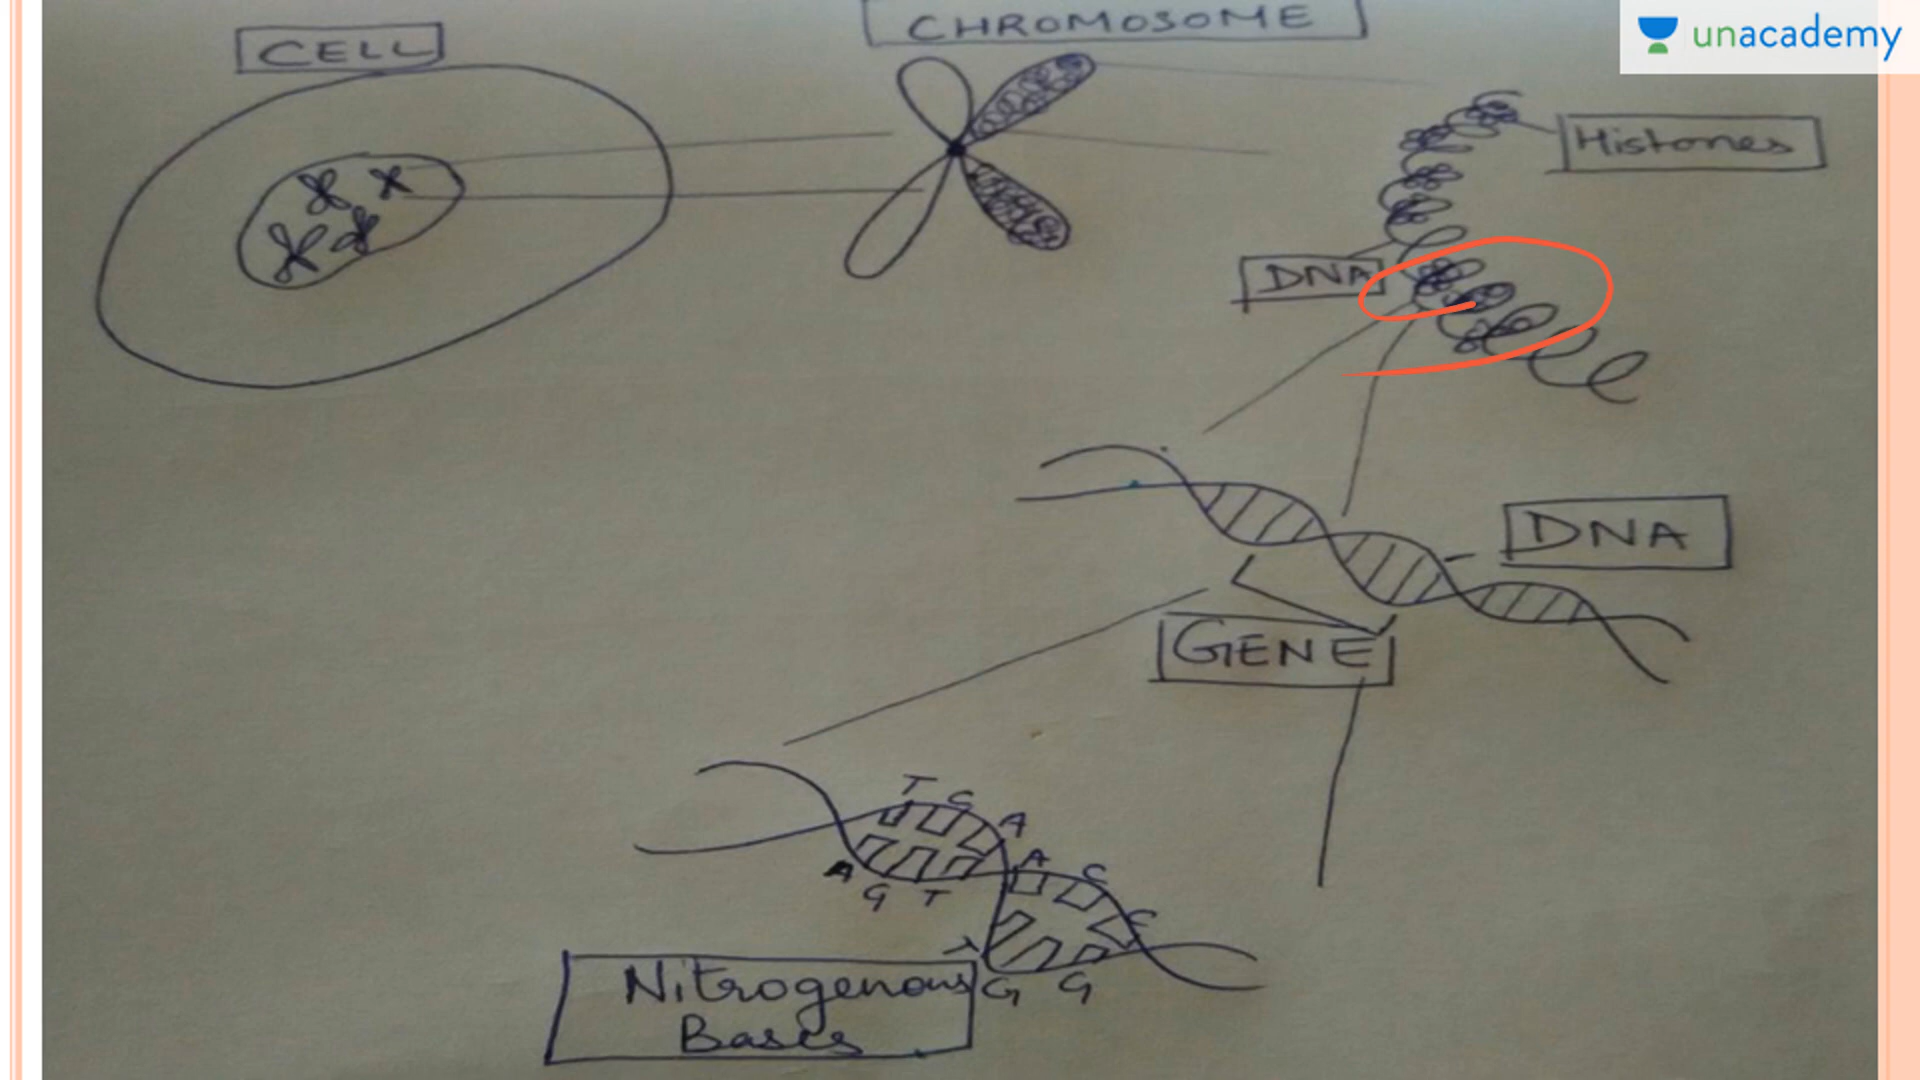 CELL
CHROMOSOME
unacademy
Histones
DNA
DNA
GENE
T C A
A G T
A C C
T G G
Nitrogenous
Bases